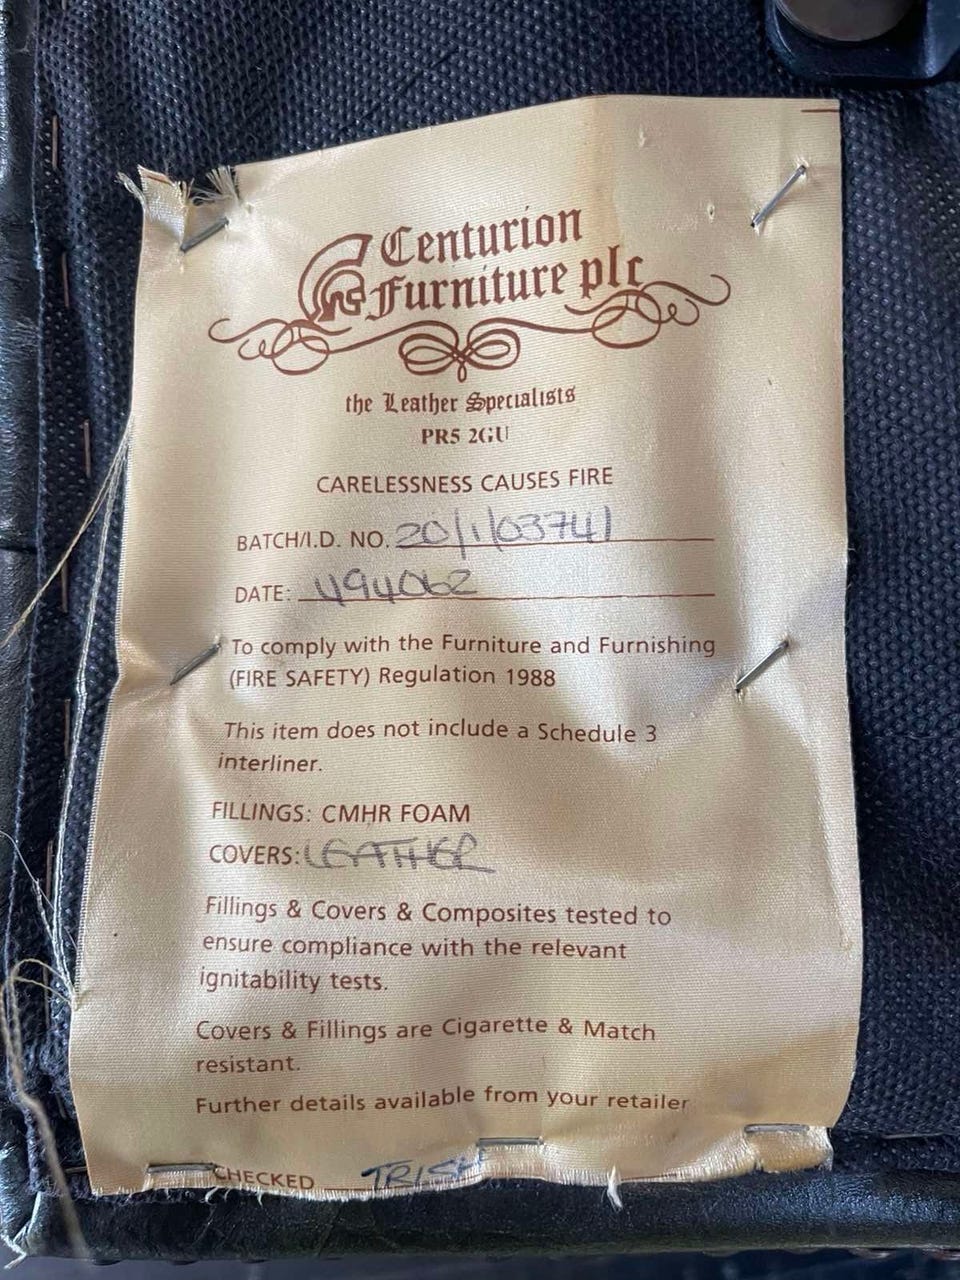 Centurion
Furniture plc
the Leather Specialists
PR5 2GU
CARELESSNESS CAUSES FIRE
BATCH/I.D. NO. 20/1/03741
DATE: 494062
To comply with the Furniture and Furnishing
(FIRE SAFETY) Regulation 1988
This item does not include a Schedule 3
interliner.
FILLINGS: CMHR FOAM
COVERS: LEATHER
Fillings & Covers & Composites tested to
ensure compliance with the relevant
ignitability tests.
Covers & Fillings are Cigarette & Match
resistant.
Further details available from your retailer
CHECKED TRISH